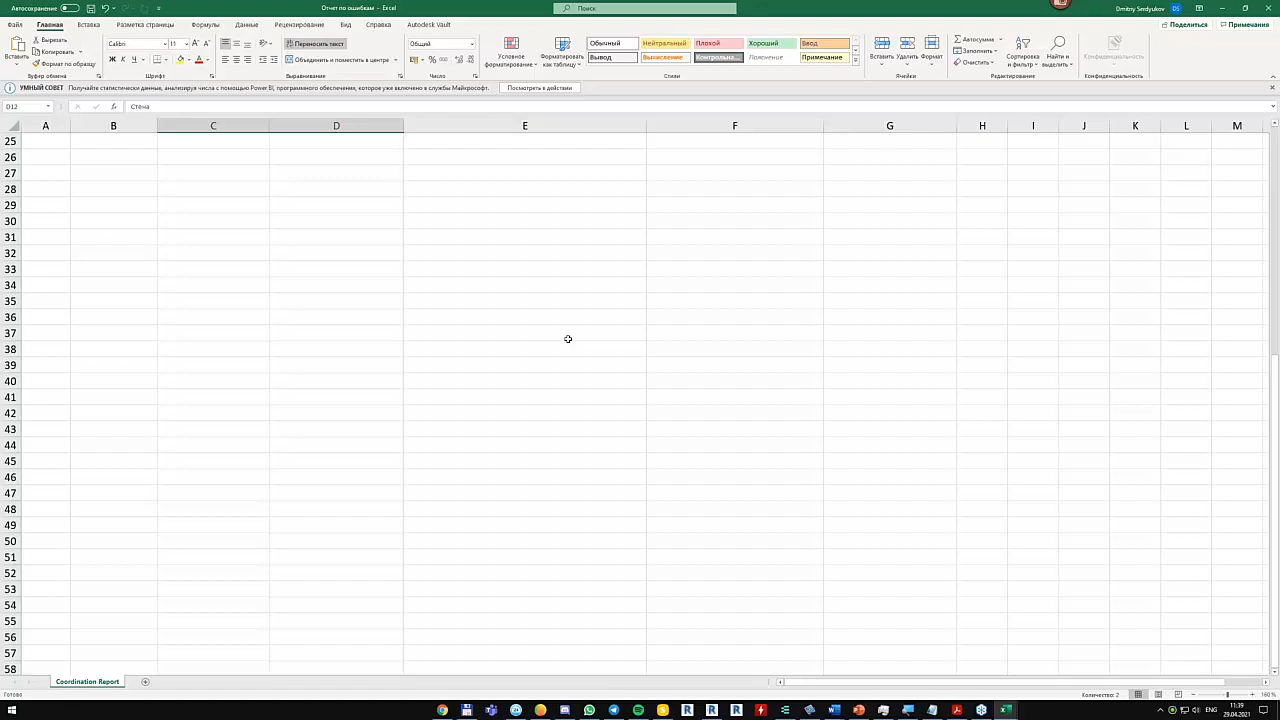 Автосохранение
Отчет по ошибкам - Excel
Поиск
Dmitriy Serdyukov DS
Файл Главная Вставка Разметка страницы Формулы Данные Рецензирование Вид Справка Autodesk Vault Поделиться Примечания
Вставить
Вырезать
Копировать
Формат по образцу
Буфер обмена
Calibri 11
Ж К Ч
Шрифт
Переносить текст
Объединить и поместить в центре
Выравнивание
Общий
Число
Условное форматирование
Форматировать как таблицу
Обычный Нейтральный Плохой Хороший Ввод
Вывод Вычисление Контрольна... Пояснение Примечание
Стили
Вставить Удалить Формат
Ячейки
Автосумма
Заполнить
Очистить
Сортировка и фильтр
Найти и выделить
Редактирование
Конфиденциальность
Конфиденциальность
УМНЫЙ СОВЕТ Получайте статистические данные, анализируя числа с помощью Power BI, программного обеспечения, которое уже включено в службы Майкрософт. Посмотреть в действии
D12 Стена
A B C D E F G H I J K L M
25
26
27
28
29
30
31
32
33
34
35
36
37
38
39
40
41
42
43
44
45
46
47
48
49
50
51
52
53
54
55
56
57
58
Coordination Report
Готово
Количество: 2
160 %
ENG
11:39
29.04.2021